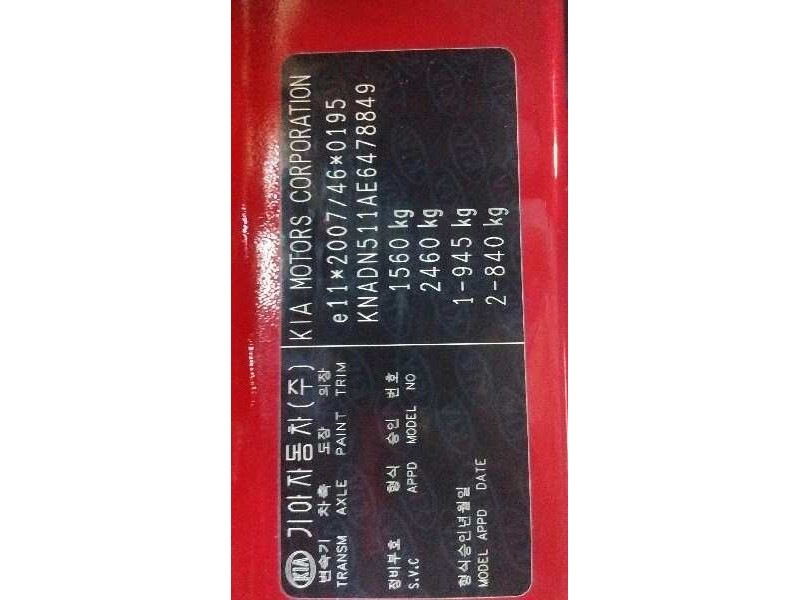 KIA 기아자동차(주) KIA MOTORS CORPORATION
변속기 차축 도장 의장
TRANSM AXLE PAINT TRIM
e11*2007/46*0195
KNADN511AE6478849
장비부호 형식 승인 번호
S.V.C APPD MODEL NO
1560 kg
2460 kg
형식승인년월일
MODEL APPD DATE
1-945 kg
2-840 kg